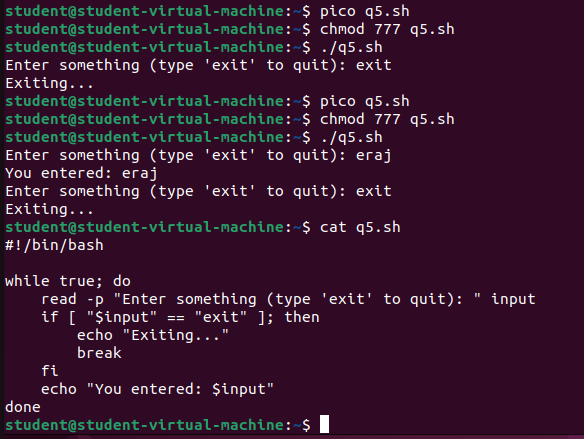 student@student-virtual-machine:~$ pico q5.sh
student@student-virtual-machine:~$ chmod 777 q5.sh
student@student-virtual-machine:~$ ./q5.sh
Enter something (type 'exit' to quit): exit
Exiting...
student@student-virtual-machine:~$ pico q5.sh
student@student-virtual-machine:~$ chmod 777 q5.sh
student@student-virtual-machine:~$ ./q5.sh
Enter something (type 'exit' to quit): eraj
You entered: eraj
Enter something (type 'exit' to quit): exit
Exiting...
student@student-virtual-machine:~$ cat q5.sh
#!/bin/bash

while true; do
    read -p "Enter something (type 'exit' to quit): " input
    if [ "$input" == "exit" ]; then
        echo "Exiting..."
        break
    fi
    echo "You entered: $input"
done
student@student-virtual-machine:~$